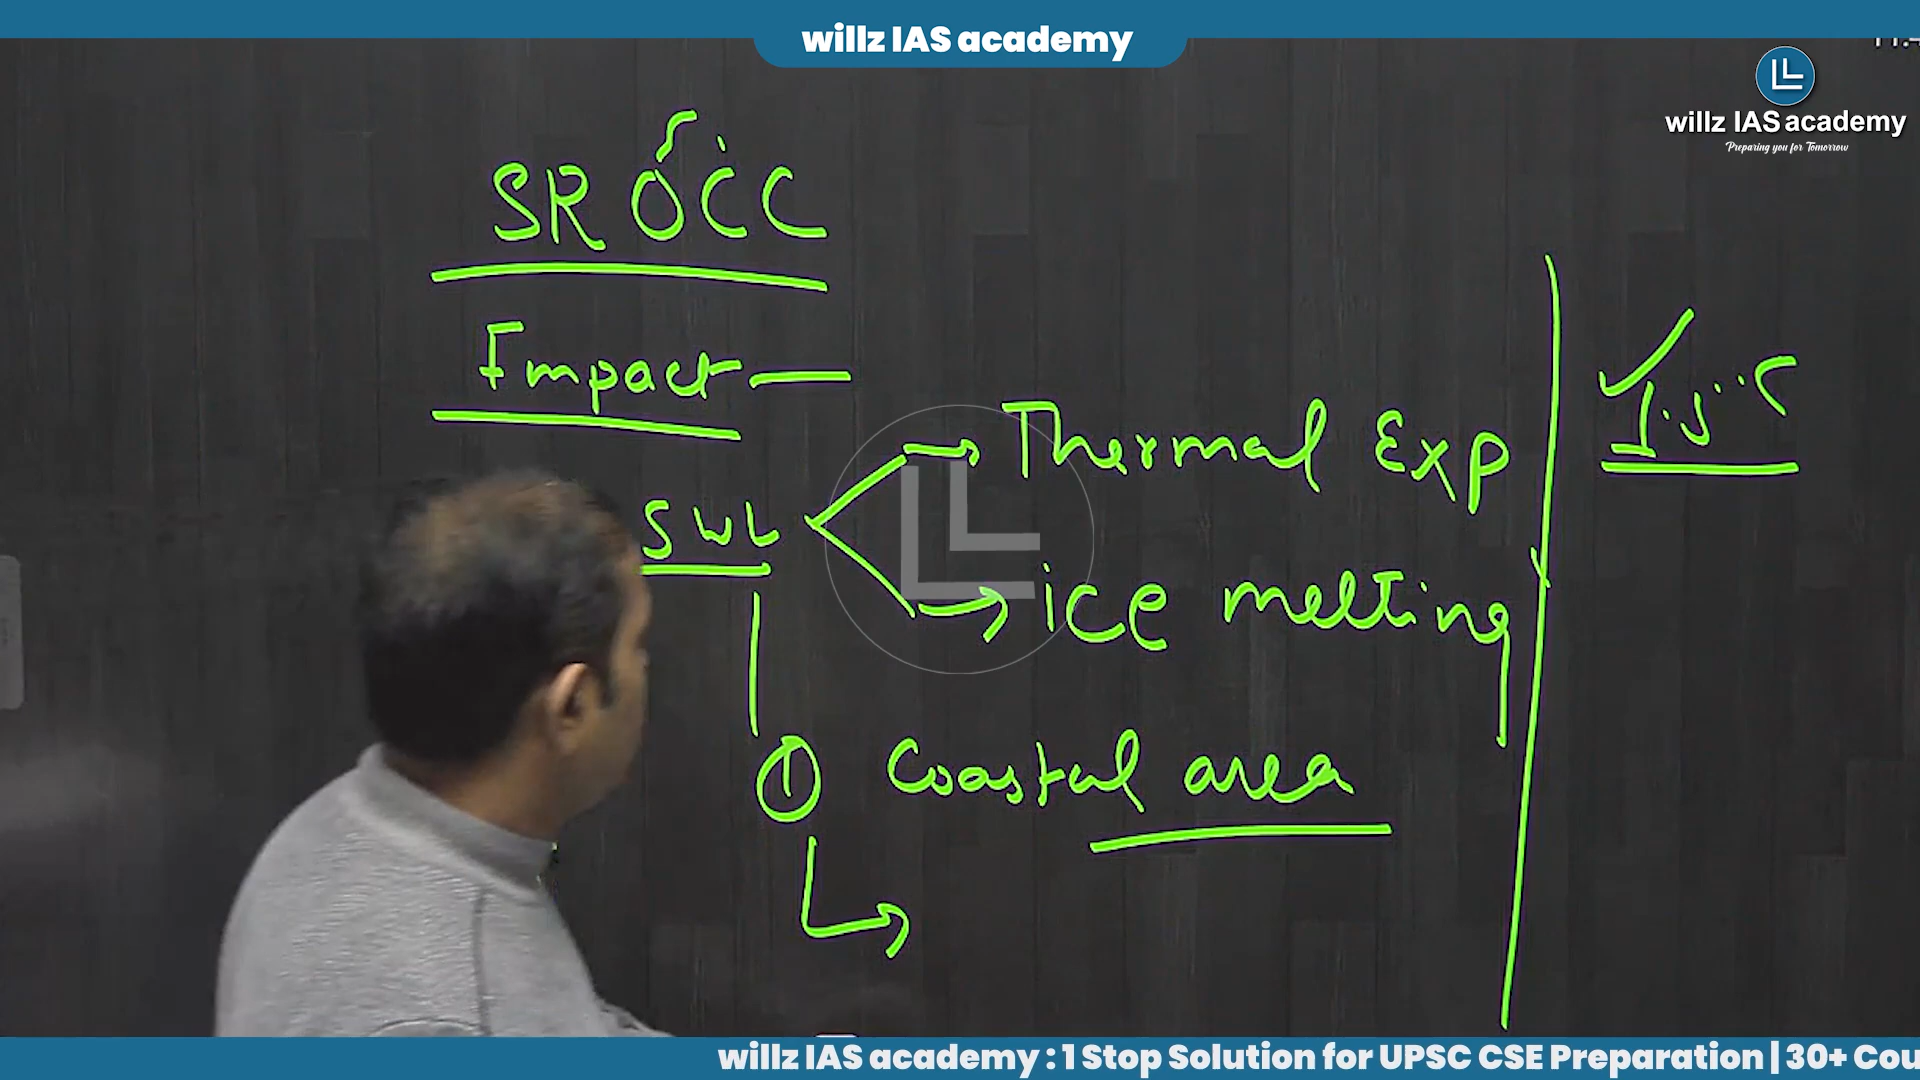 willz IAS academy
willz IAS academy
Preparing you for Tomorrow
SROCC
Impact —
Thermal Exp
SWL
ice melting
① Coastal area
willz IAS academy : 1 Stop Solution for UPSC CSE Preparation | 30+ Cou